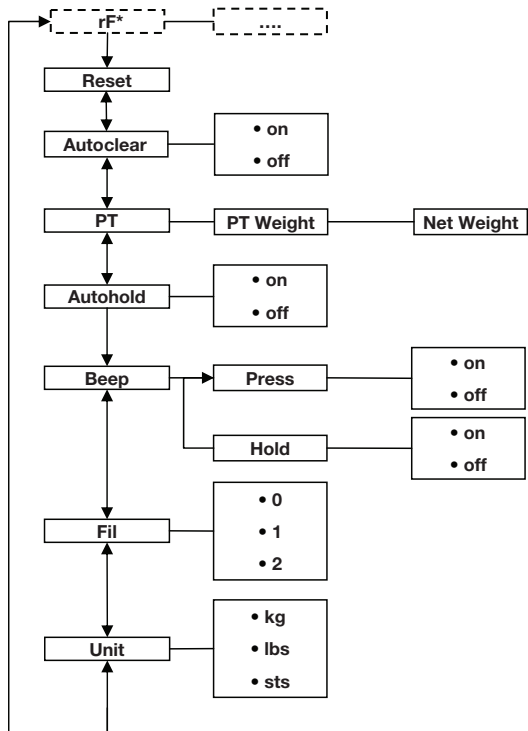 rF*
....
Reset
Autoclear
• on
• off
PT
PT Weight
Net Weight
Autohold
• on
• off
Beep
Press
• on
• off
Hold
• on
• off
Fil
• 0
• 1
• 2
Unit
• kg
• lbs
• sts